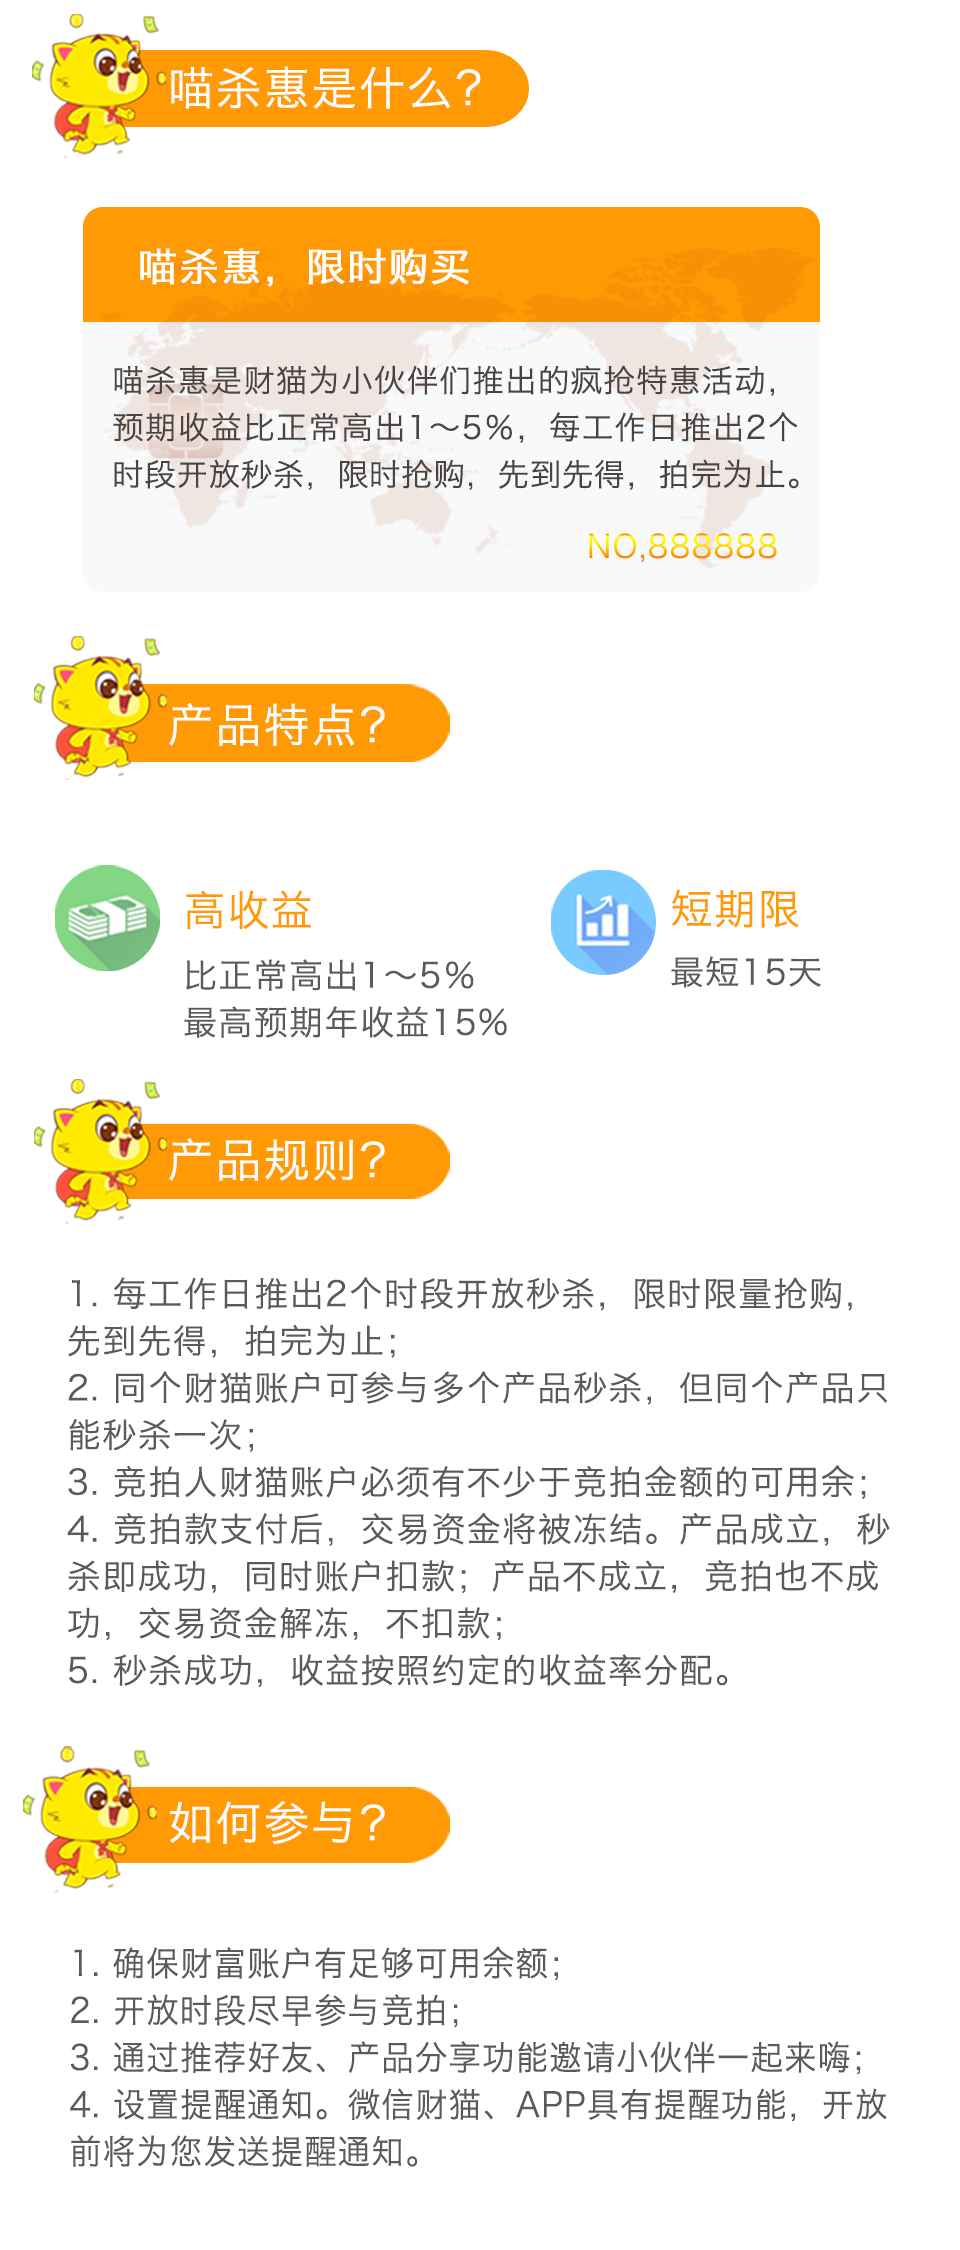 喵杀惠是什么?
喵杀惠，限时购买
喵杀惠是财猫为小伙伴们推出的疯抢特惠活动，
预期收益比正常高出1～5%，每工作日推出2个
时段开放秒杀，限时抢购，先到先得，拍完为止。
NO,888888
产品特点?
高收益
比正常高出1～5%
最高预期年收益15%
短期限
最短15天
产品规则?
1. 每工作日推出2个时段开放秒杀，限时限量抢购，
先到先得，拍完为止；
2. 同个财猫账户可参与多个产品秒杀，但同个产品只
能秒杀一次；
3. 竞拍人财猫账户必须有不少于竞拍金额的可用余；
4. 竞拍款支付后，交易资金将被冻结。产品成立，秒
杀即成功，同时账户扣款；产品不成立，竞拍也不成
功，交易资金解冻，不扣款；
5. 秒杀成功，收益按照约定的收益率分配。
如何参与?
1. 确保财富账户有足够可用余额；
2. 开放时段尽早参与竞拍；
3. 通过推荐好友、产品分享功能邀请小伙伴一起来嗨；
4. 设置提醒通知。微信财猫、APP具有提醒功能，开放
前将为您发送提醒通知。